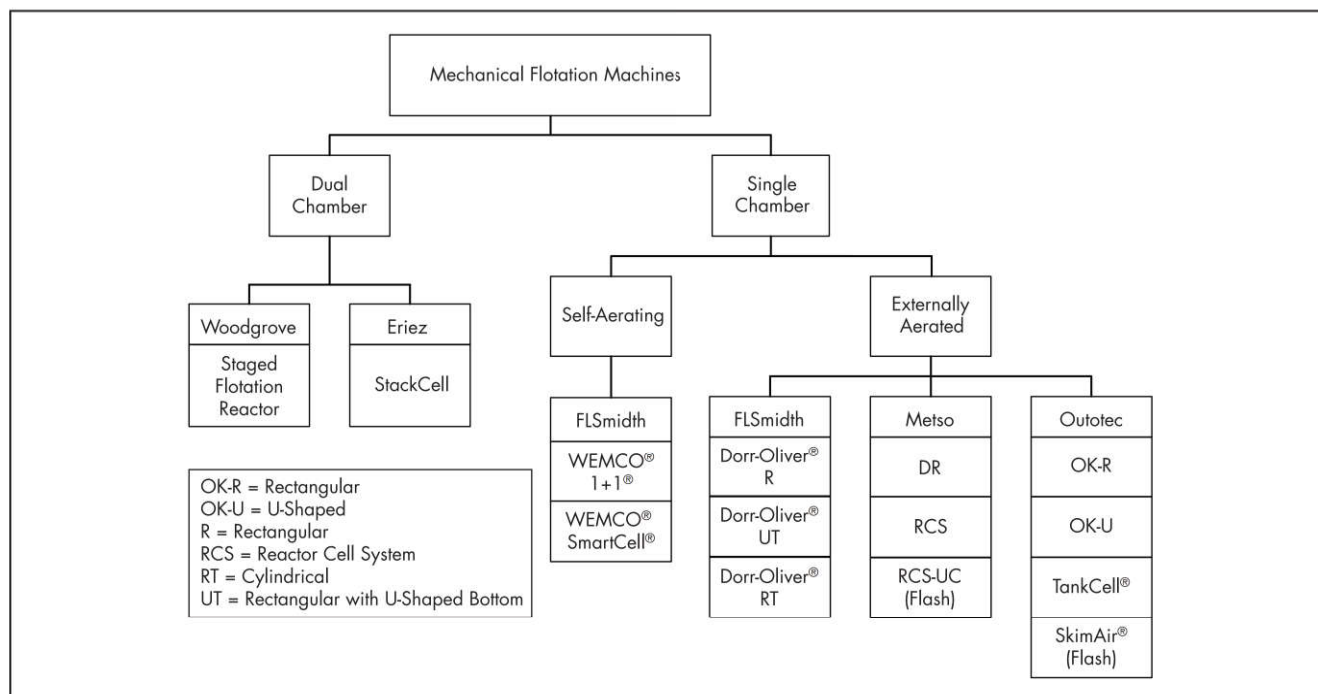 Mechanical Flotation Machines
Dual
Chamber
Single
Chamber
Self-Aerating
Externally
Aerated
Woodgrove
Staged
Flotation
Reactor
Eriez
StackCell
FLSmidth
WEMCO®
1+1®
WEMCO®
SmartCell®
FLSmidth
Dorr-Oliver®
R
Dorr-Oliver®
UT
Dorr-Oliver®
RT
Metso
DR
RCS
RCS-UC
(Flash)
Outotec
OK-R
OK-U
TankCell®
SkimAir®
(Flash)
OK-R = Rectangular
OK-U = U-Shaped
R = Rectangular
RCS = Reactor Cell System
RT = Cylindrical
UT = Rectangular with U-Shaped Bottom